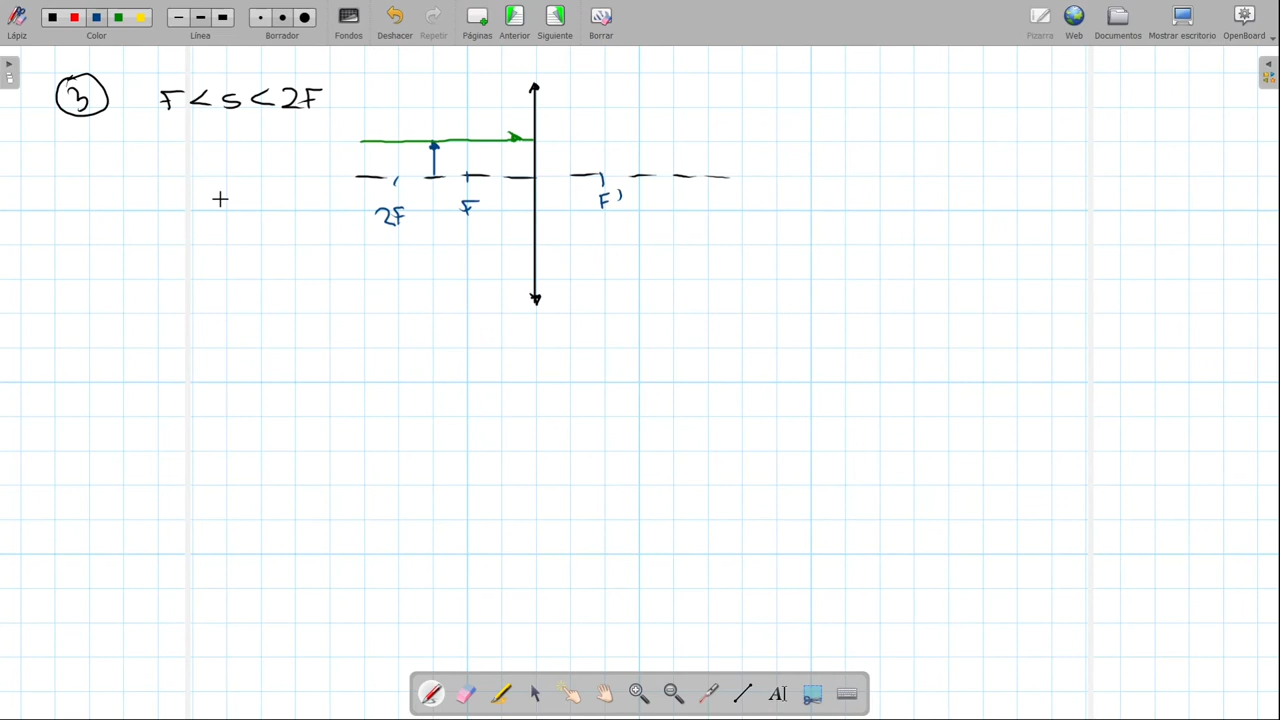 Lápiz
Color
Línea
Borrador
Fondos
Deshacer
Repetir
Páginas
Anterior
Siguiente
Borrar
Pizarra
Web
Documentos
Mostrar escritorio
OpenBoard
3 F < s < 2F
2F F F'